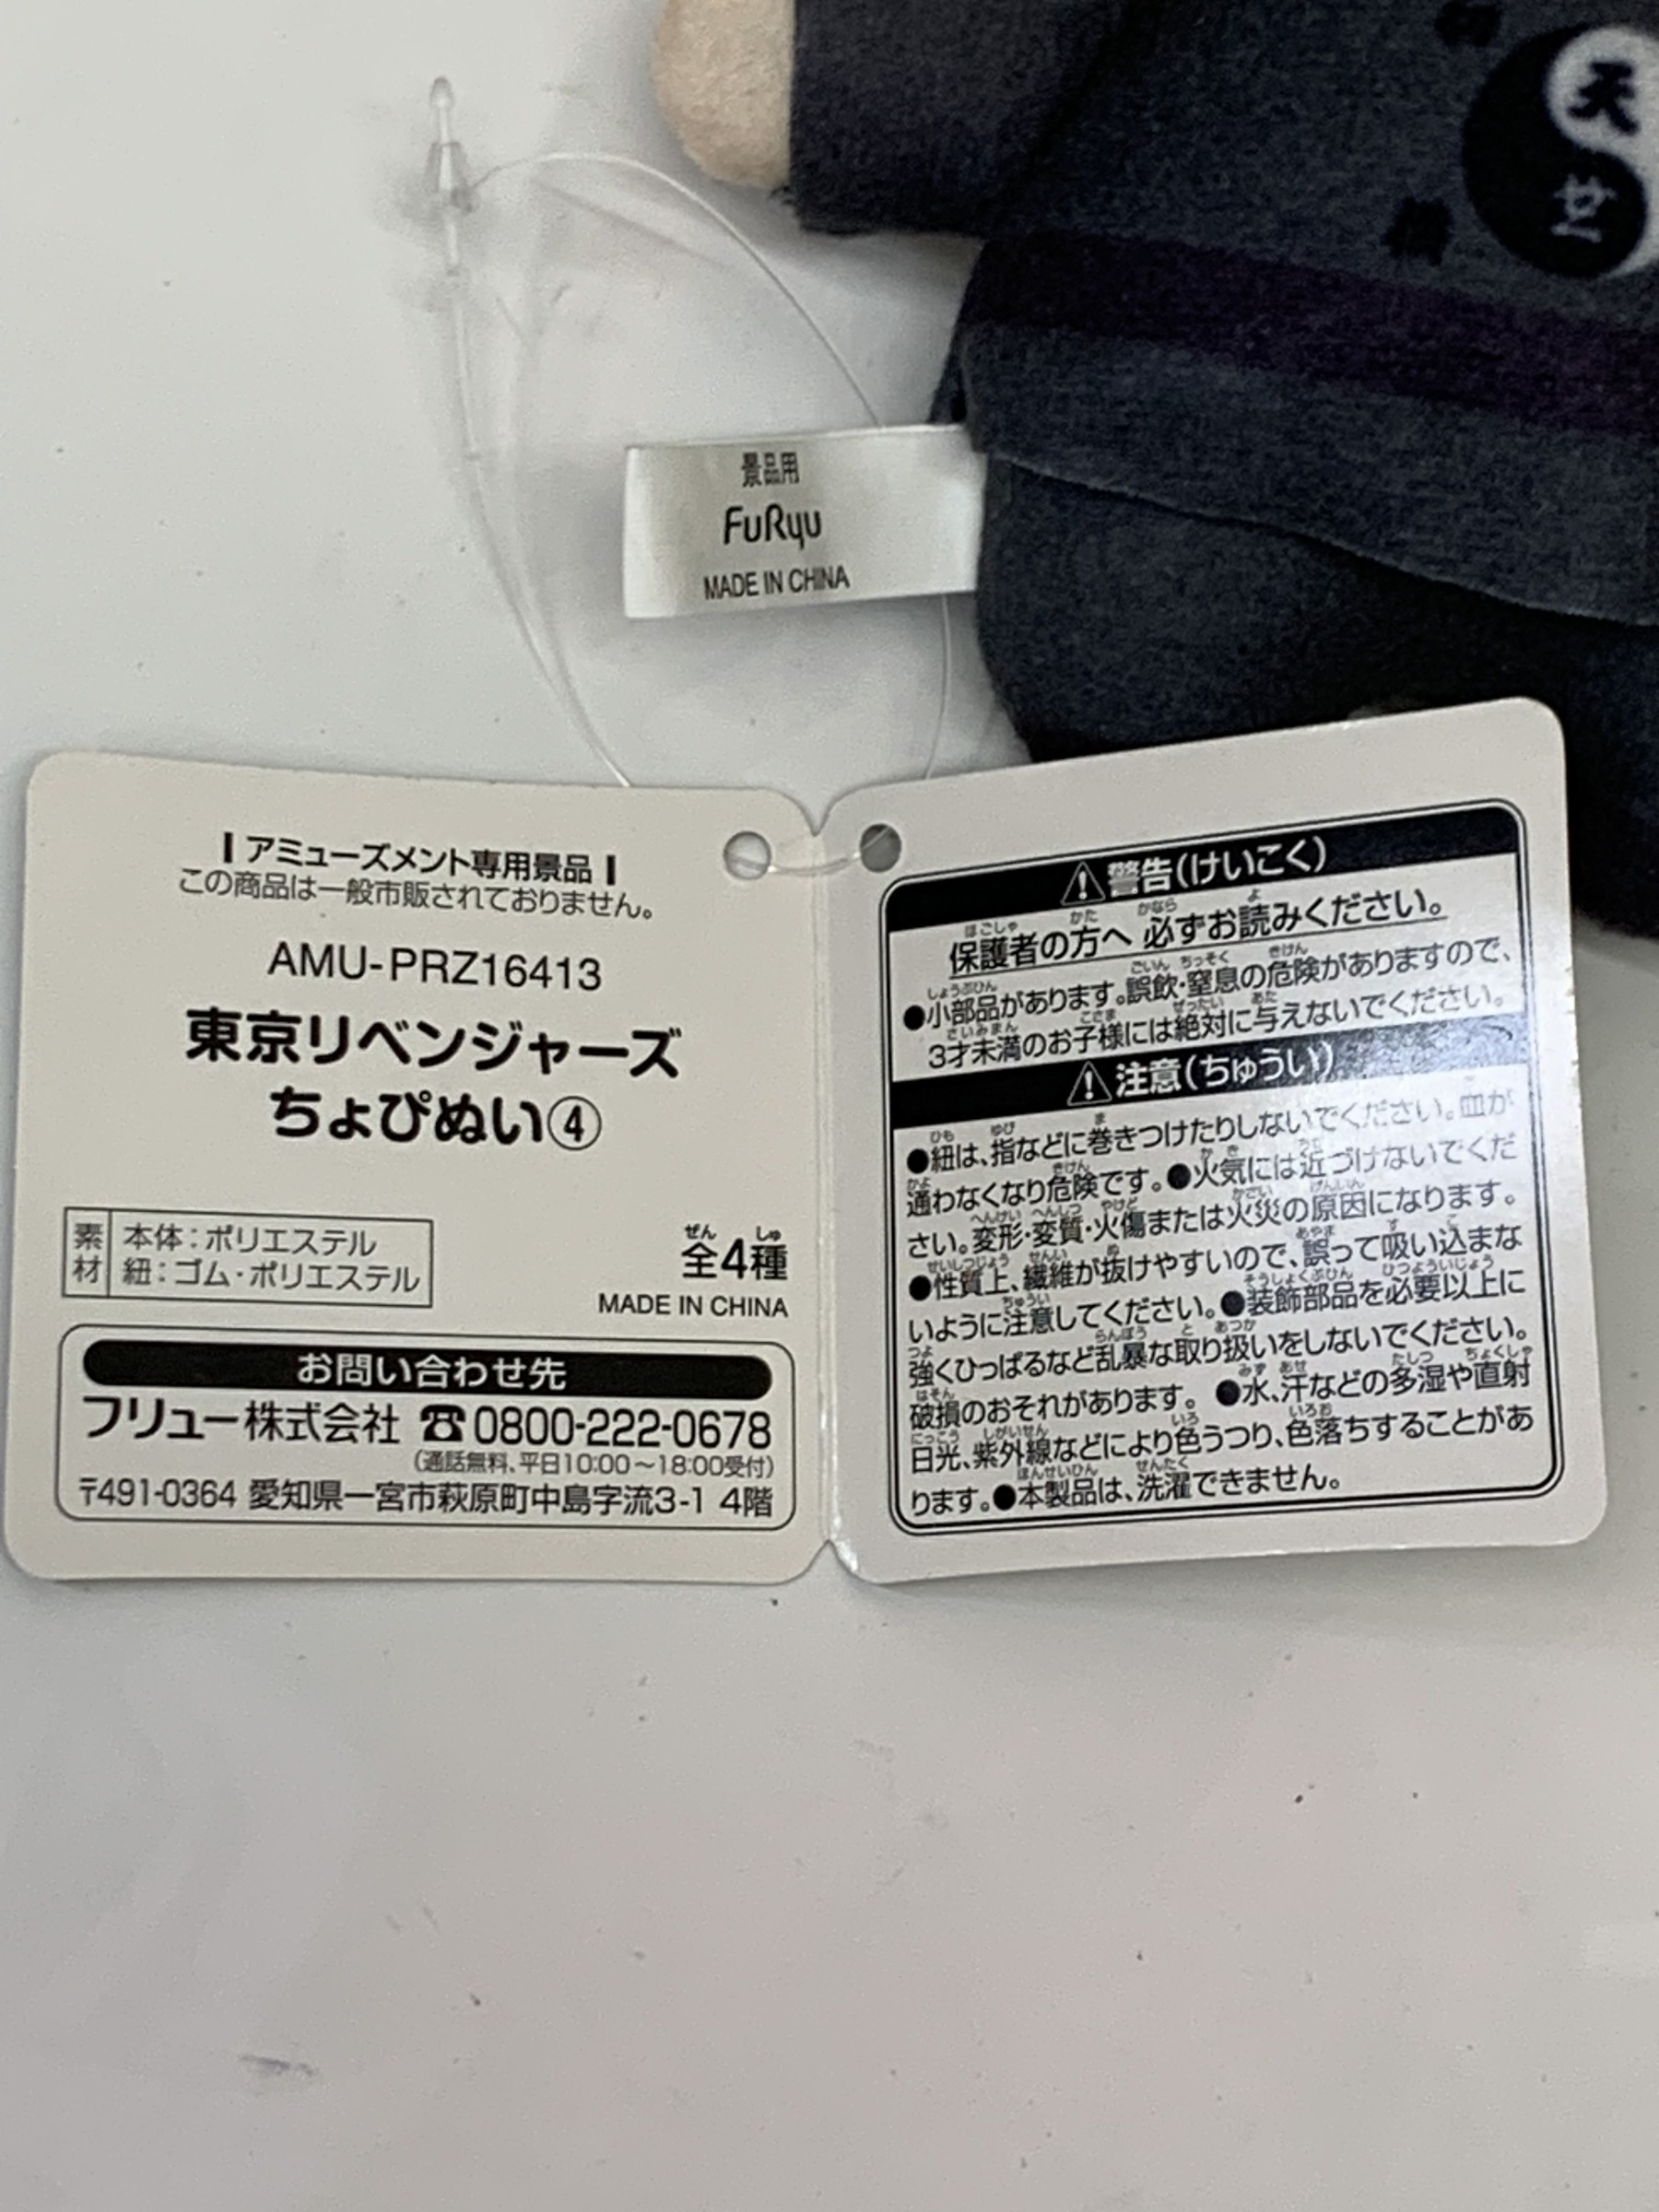 天
廿
景品用
FuRyu
MADE IN CHINA
アミューズメント専用景品
この商品は一般市販されておりません。
AMU-PRZ16413
東京リベンジャーズ
ちょぴぬい④
素材
本体：ポリエステル
紐：ゴム・ポリエステル
全4種
MADE IN CHINA
お問い合わせ先
フリュー株式会社 ☎0800-222-0678
(通話無料、平日10:00～18:00受付)
〒491-0364 愛知県一宮市萩原町中島字流3-1 4階
⚠警告(けいこく)
保護者の方へ 必ずお読みください。
●小部品があります。誤飲・窒息の危険がありますので、
3才未満のお子様には絶対に与えないでください。
⚠注意(ちゅうい)
●紐は、指などに巻きつけたりしないでください。血が
通わなくなり危険です。●火気には近づけないでくだ
さい。変形・変質・火傷または火災の原因になります。
●性質上、繊維が抜けやすいので、誤って吸い込まな
いように注意してください。●装飾部品を必要以上に
強くひっぱるなど乱暴な取り扱いをしないでください。
破損のおそれがあります。●水、汗などの多湿や直射
日光、紫外線などにより色うつり、色落ちすることがあ
ります。●本製品は、洗濯できません。